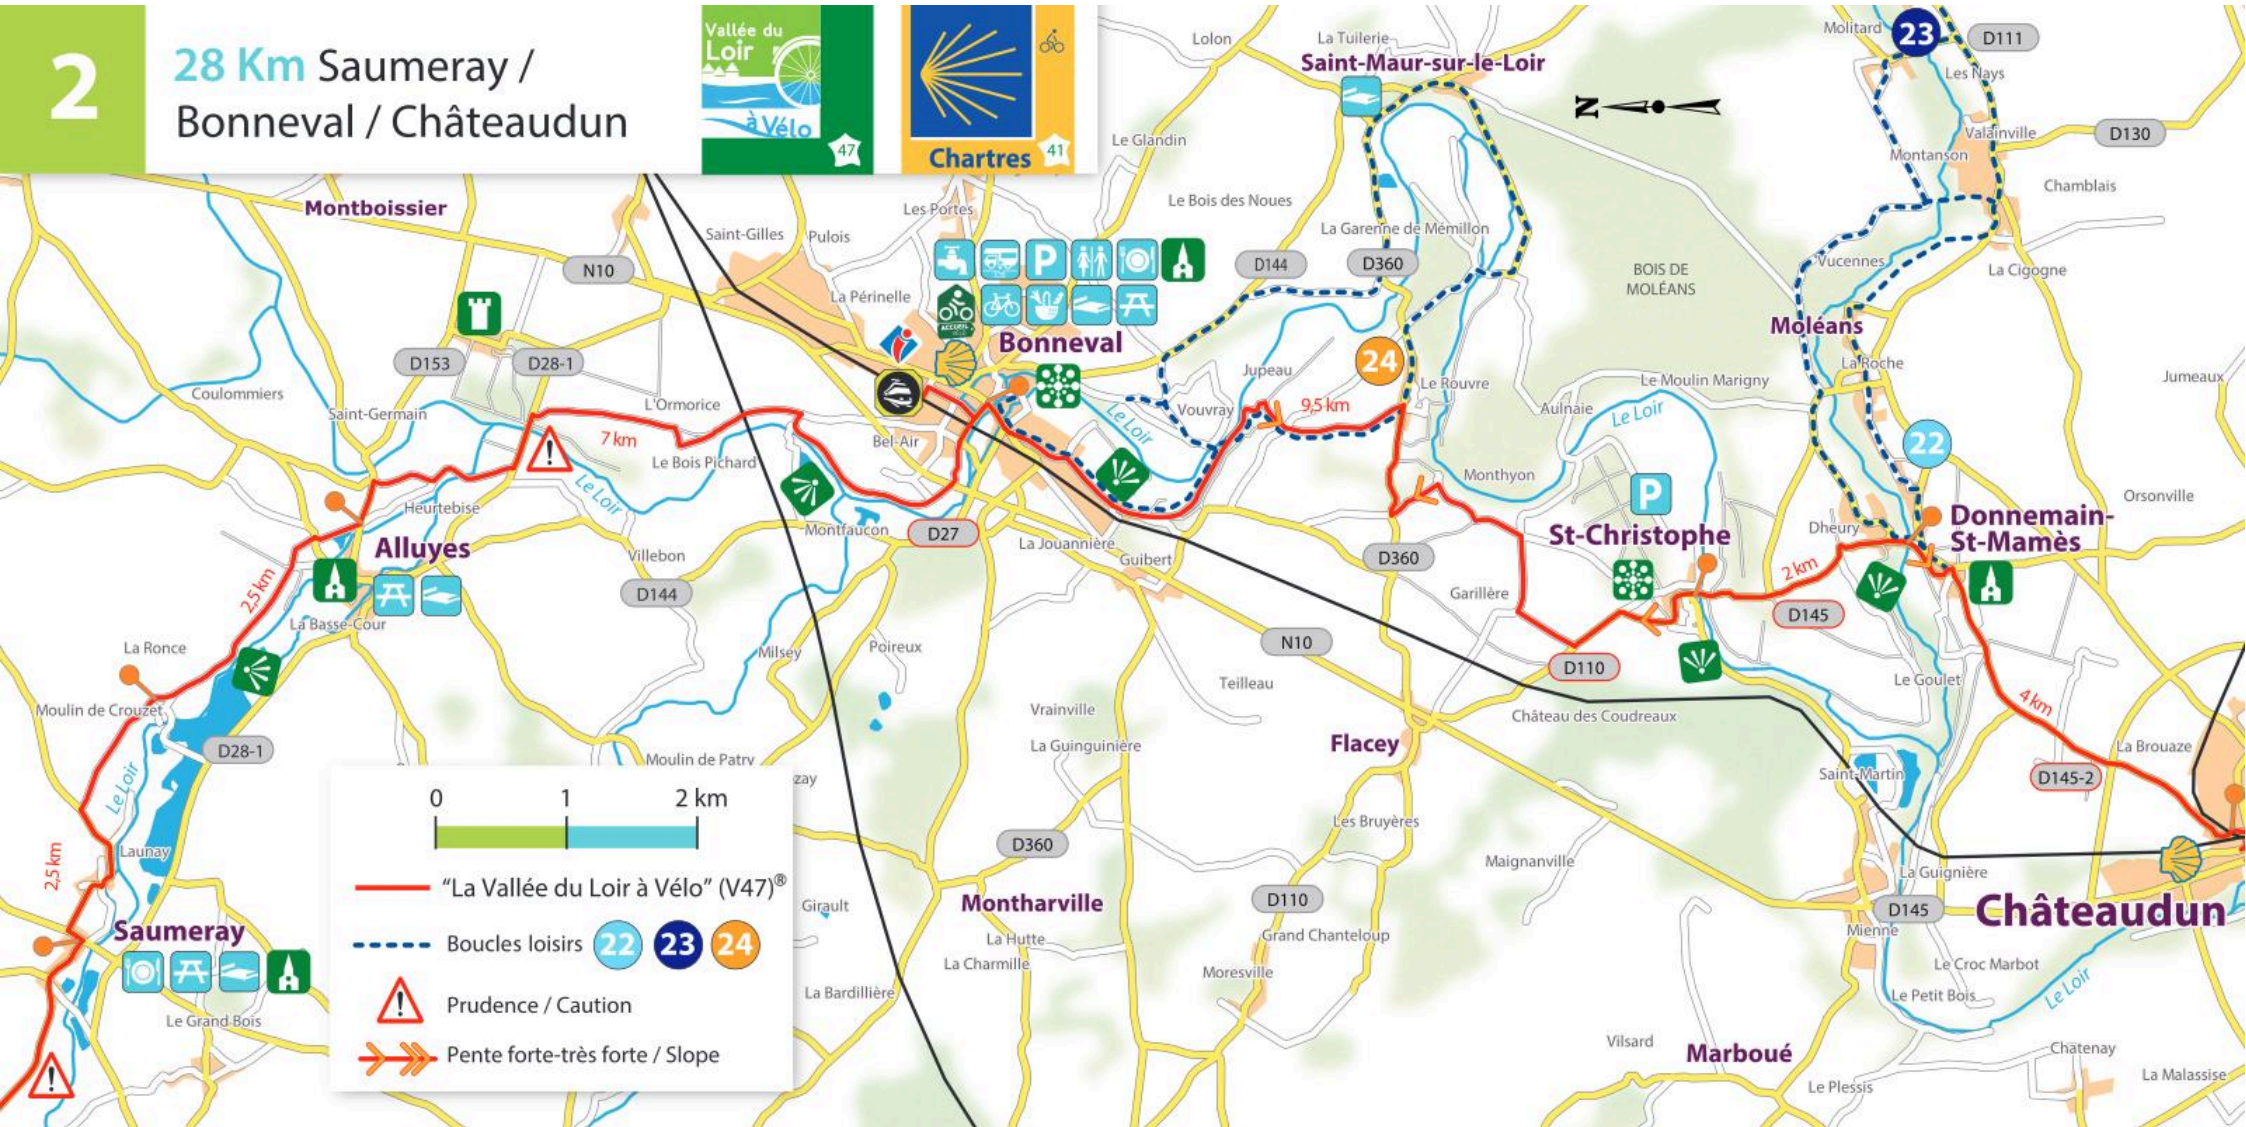 2
28 Km Saumeray /
Bonneval / Châteaudun
Vallée du
Loir
à Vélo
47
Chartres
41
Lolon
La Tuilerie
Saint-Maur-sur-le-Loir
N
Molitard
23
D111
Les Nays
Le Glandin
Valainville
D130
Montanson
Chamblais
Montboissier
Les Portes
Le Bois des Noues
Saint-Gilles
Pulois
La Garenne de Mémillon
N10
P
D144
D360
BOIS DE
MOLÉANS
Vucennes
La Cigogne
La Périnelle
ACCUEIL
Bonneval
Moléans
D153
D28-1
24
La Roche
Coulommiers
Jupeau
Le Rouvre
Le Moulin Marigny
Jumeaux
Saint-Germain
L'Ormorice
7 km
9,5 km
Vouvray
Aulnaie
Le Loir
Le Loir
Bel-Air
22
Le Bois Pichard
Monthyon
Le Loir
P
Orsonville
Heurtebise
Alluyes
Villebon
Montfaucon
D27
La Jouannière
Guibert
D360
St-Christophe
Dheury
Donnemain-
St-Mamès
2,5 km
D144
Garillère
2 km
D145
La Basse-Cour
La Ronce
Milsey
Poireux
N10
D110
Teilleau
Le Goulet
4 km
Moulin de Crouzet
Vrainville
Château des Coudreaux
D28-1
La Guinguinière
Flacey
La Brouaze
Moulin de Patry
zay
Saint-Martin
D145-2
Le Loir
0 1 2 km
Les Bruyères
D360
Launay
Maignanville
La Guignière
2,5 km
"La Vallée du Loir à Vélo" (V47)®
Girault
Montharville
D110
D145
Châteaudun
Saumeray
Boucles loisirs 22 23 24
La Hutte
Grand Chanteloup
Mienne
La Charmille
Moresville
Le Croc Marbot
Le Loir
La Bardillière
Le Petit Bois
Prudence / Caution
Le Grand Bois
Vilsard
Marboué
Chatenay
Pente forte-très forte / Slope
La Malassise
Le Plessis